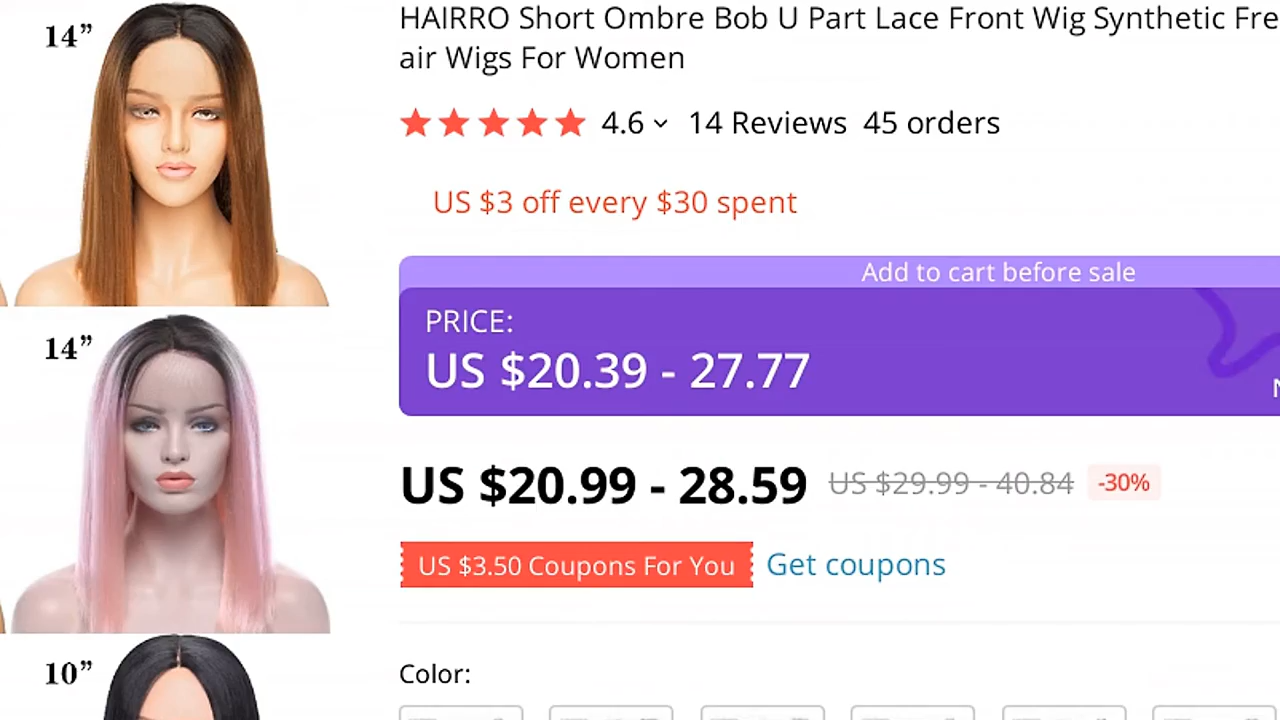 14”
HAIRRO Short Ombre Bob U Part Lace Front Wig Synthetic Fre
air Wigs For Women
4.6 14 Reviews 45 orders
US $3 off every $30 spent
Add to cart before sale
PRICE:
US $20.39 - 27.77
14”
US $20.99 - 28.59 US $29.99 - 40.84 -30%
US $3.50 Coupons For You Get coupons
10”
Color: